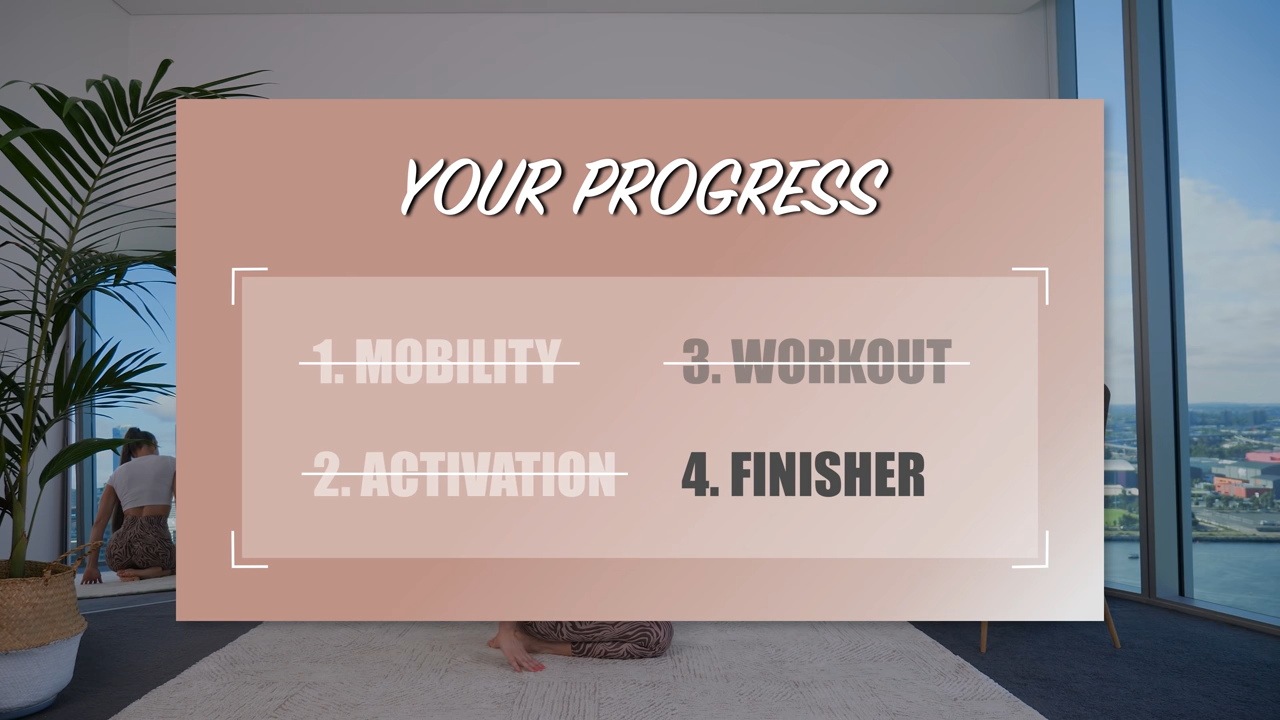 YOUR PROGRESS
1. MOBILITY
2. ACTIVATION
3. WORKOUT
4. FINISHER